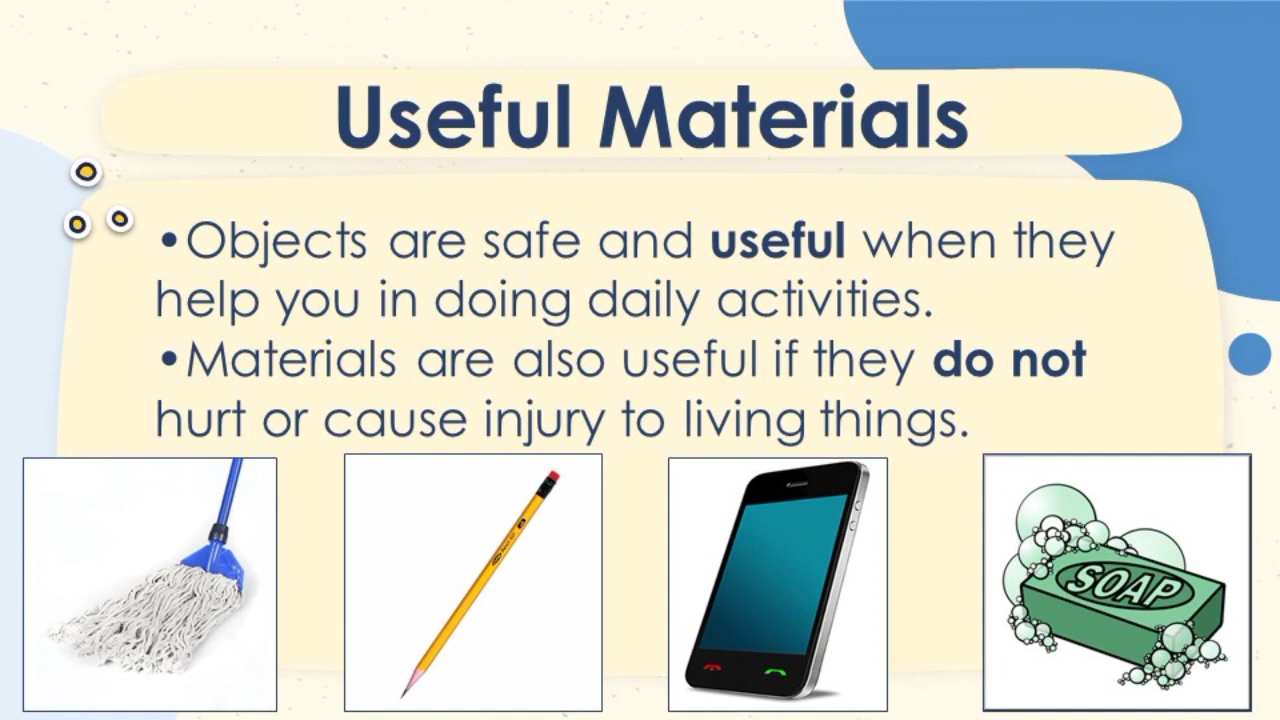 Useful Materials
•Objects are safe and useful when they
help you in doing daily activities.
•Materials are also useful if they do not
hurt or cause injury to living things.
SOAP